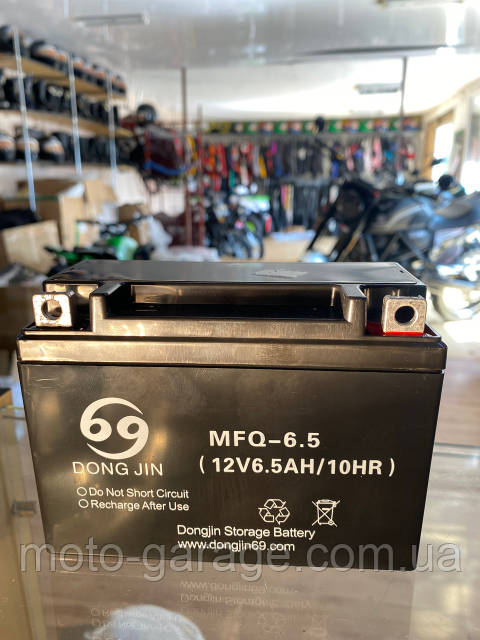 69
DONG JIN
MFQ-6.5
(12V6.5AH/10HR)
Do Not Short Circuit
Recharge After Use
Dongjin Storage Battery
www.dongjin69.com
moto-garage.com.ua